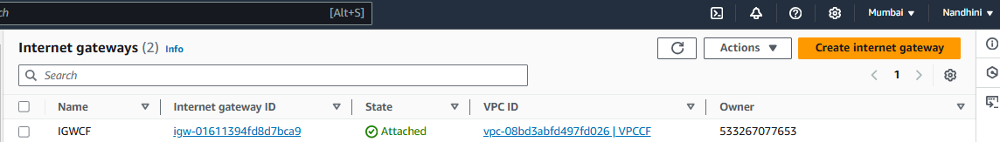 ch [Alt+S] Mumbai Nandhini
Internet gateways (2) Info Actions Create internet gateway
Search
1
Name Internet gateway ID State VPC ID Owner
IGWCF igw-01611394fd8d7bca9 Attached vpc-08bd3abfd497fd026 | VPCCF 533267077653